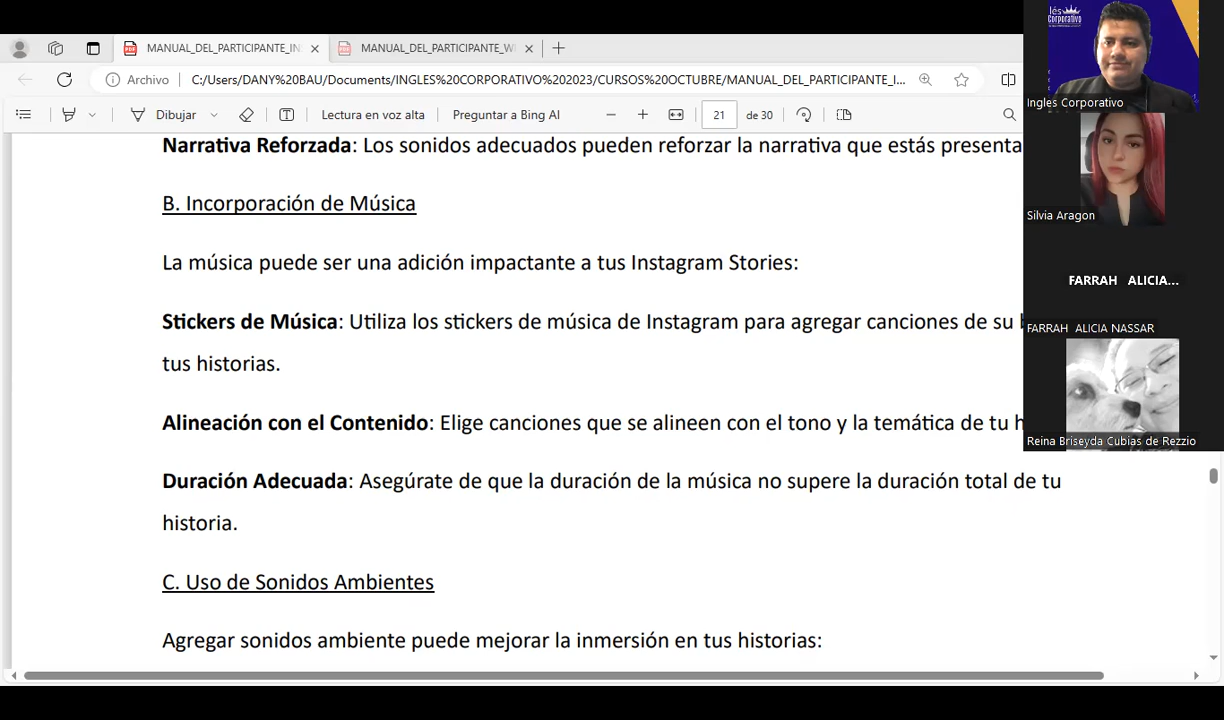 MANUAL_DEL_PARTICIPANTE_IN
MANUAL_DEL_PARTICIPANTE_W
Archivo
C:/Users/DANY%20BAU/Documents/INGLES%20CORPORATIVO%202023/CURSOS%20OCTUBRE/MANUAL_DEL_PARTICIPANTE_I...
Dibujar
Lectura en voz alta
Preguntar a Bing AI
21
de 30
Narrativa Reforzada: Los sonidos adecuados pueden reforzar la narrativa que estás presenta
B. Incorporación de Música
La música puede ser una adición impactante a tus Instagram Stories:
Stickers de Música: Utiliza los stickers de música de Instagram para agregar canciones de su b
tus historias.
Alineación con el Contenido: Elige canciones que se alineen con el tono y la temática de tu h
Duración Adecuada: Asegúrate de que la duración de la música no supere la duración total de tu
historia.
C. Uso de Sonidos Ambientes
Agregar sonidos ambiente puede mejorar la inmersión en tus historias:
lés
Corporativo
Ingles Corporativo
Silvia Aragon
FARRAH ALICIA...
FARRAH ALICIA NASSAR
Reina Briseyda Cubias de Rezzio